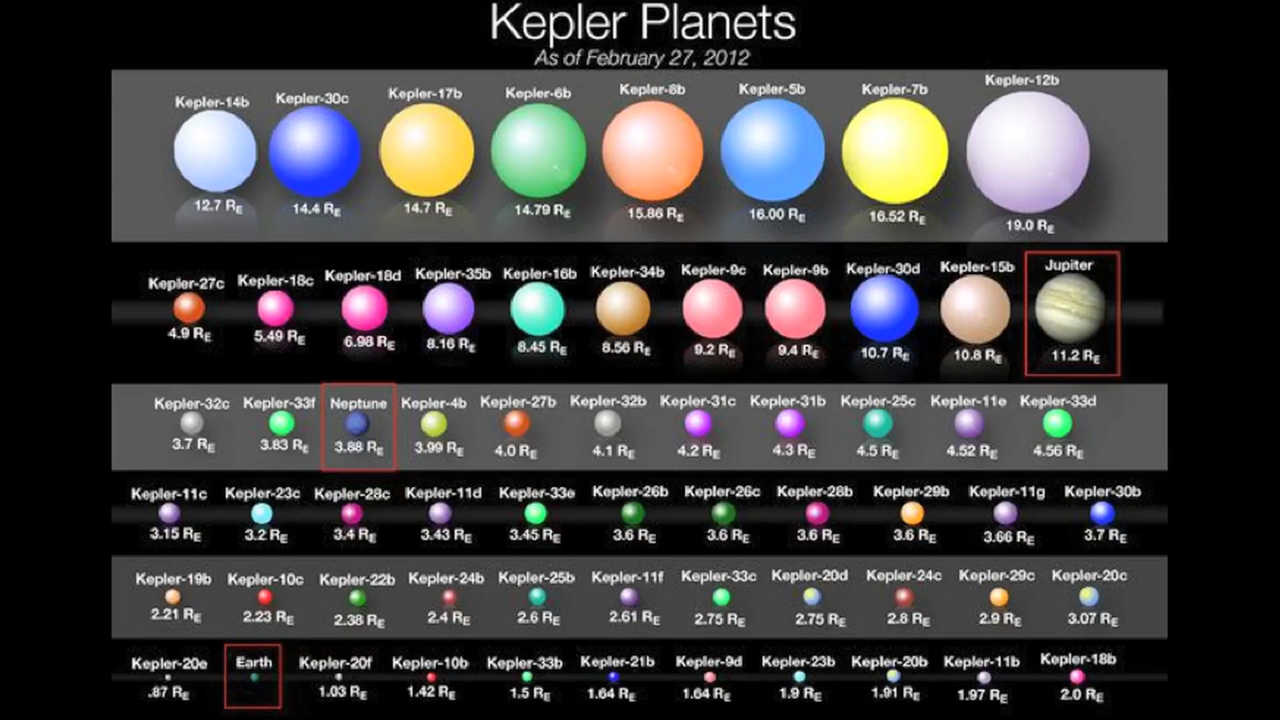 Kepler Planets
As of February 27, 2012
Kepler-14b Kepler-30c Kepler-17b Kepler-6b Kepler-8b Kepler-5b Kepler-7b Kepler-12b
12.7 RE 14.4 RE 14.7 RE 14.79 RE 15.86 RE 16.00 RE 16.52 RE 19.0 RE
Kepler-27c Kepler-18c Kepler-18d Kepler-35b Kepler-16b Kepler-34b Kepler-9c Kepler-9b Kepler-30d Kepler-15b Jupiter
4.9 RE 5.49 RE 6.98 RE 8.16 RE 8.45 RE 8.56 RE 9.2 RE 9.4 RE 10.7 RE 10.8 RE 11.2 RE
Kepler-32c Kepler-33f Neptune Kepler-4b Kepler-27b Kepler-32b Kepler-31c Kepler-31b Kepler-25c Kepler-11e Kepler-33d
3.7 RE 3.83 RE 3.88 RE 3.99 RE 4.0 RE 4.1 RE 4.2 RE 4.3 RE 4.5 RE 4.52 RE 4.56 RE
Kepler-11c Kepler-23c Kepler-28c Kepler-11d Kepler-33e Kepler-26b Kepler-26c Kepler-28b Kepler-29b Kepler-11g Kepler-30b
3.15 RE 3.2 RE 3.4 RE 3.43 RE 3.45 RE 3.6 RE 3.6 RE 3.6 RE 3.6 RE 3.66 RE 3.7 RE
Kepler-19b Kepler-10c Kepler-22b Kepler-24b Kepler-25b Kepler-11f Kepler-33c Kepler-20d Kepler-24c Kepler-29c Kepler-20c
2.21 RE 2.23 RE 2.38 RE 2.4 RE 2.6 RE 2.61 RE 2.75 RE 2.75 RE 2.8 RE 2.9 RE 3.07 RE
Kepler-20e Earth Kepler-20f Kepler-10b Kepler-33b Kepler-21b Kepler-9d Kepler-23b Kepler-20b Kepler-11b Kepler-18b
.87 RE 1.03 RE 1.42 RE 1.5 RE 1.64 RE 1.64 RE 1.9 RE 1.91 RE 1.97 RE 2.0 RE